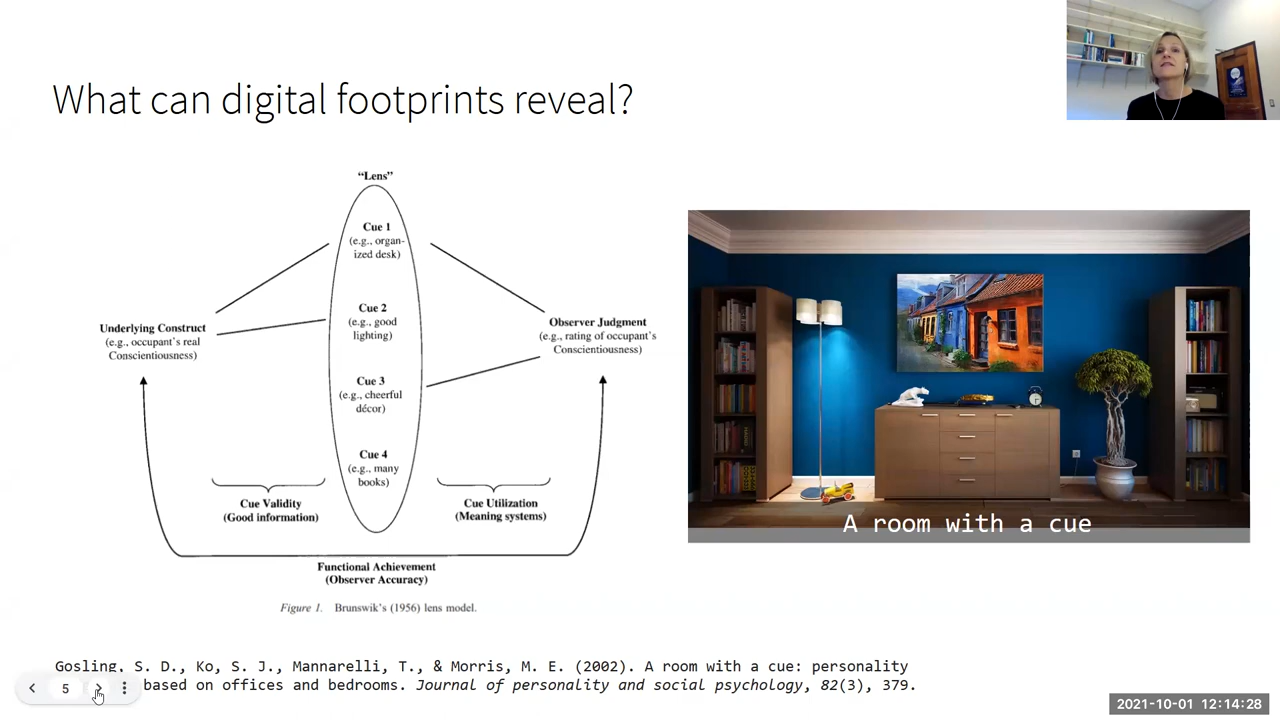 What can digital footprints reveal?
“Lens”
Cue 1
(e.g., organ-
ized desk)
Cue 2
(e.g., good
lighting)
Cue 3
(e.g., cheerful
décor)
Cue 4
(e.g., many
books)
Underlying Construct
(e.g., occupant's real
Conscientiousness)
Observer Judgment
(e.g., rating of occupant's
Conscientiousness)
Cue Validity
(Good information)
Cue Utilization
(Meaning systems)
Functional Achievement
(Observer Accuracy)
Figure 1. Brunswik's (1956) lens model.
A room with a cue
Gosling, S. D., Ko, S. J., Mannarelli, T., & Morris, M. E. (2002). A room with a cue: personality
based on offices and bedrooms. Journal of personality and social psychology, 82(3), 379.
5
2021-10-01 12:14:28